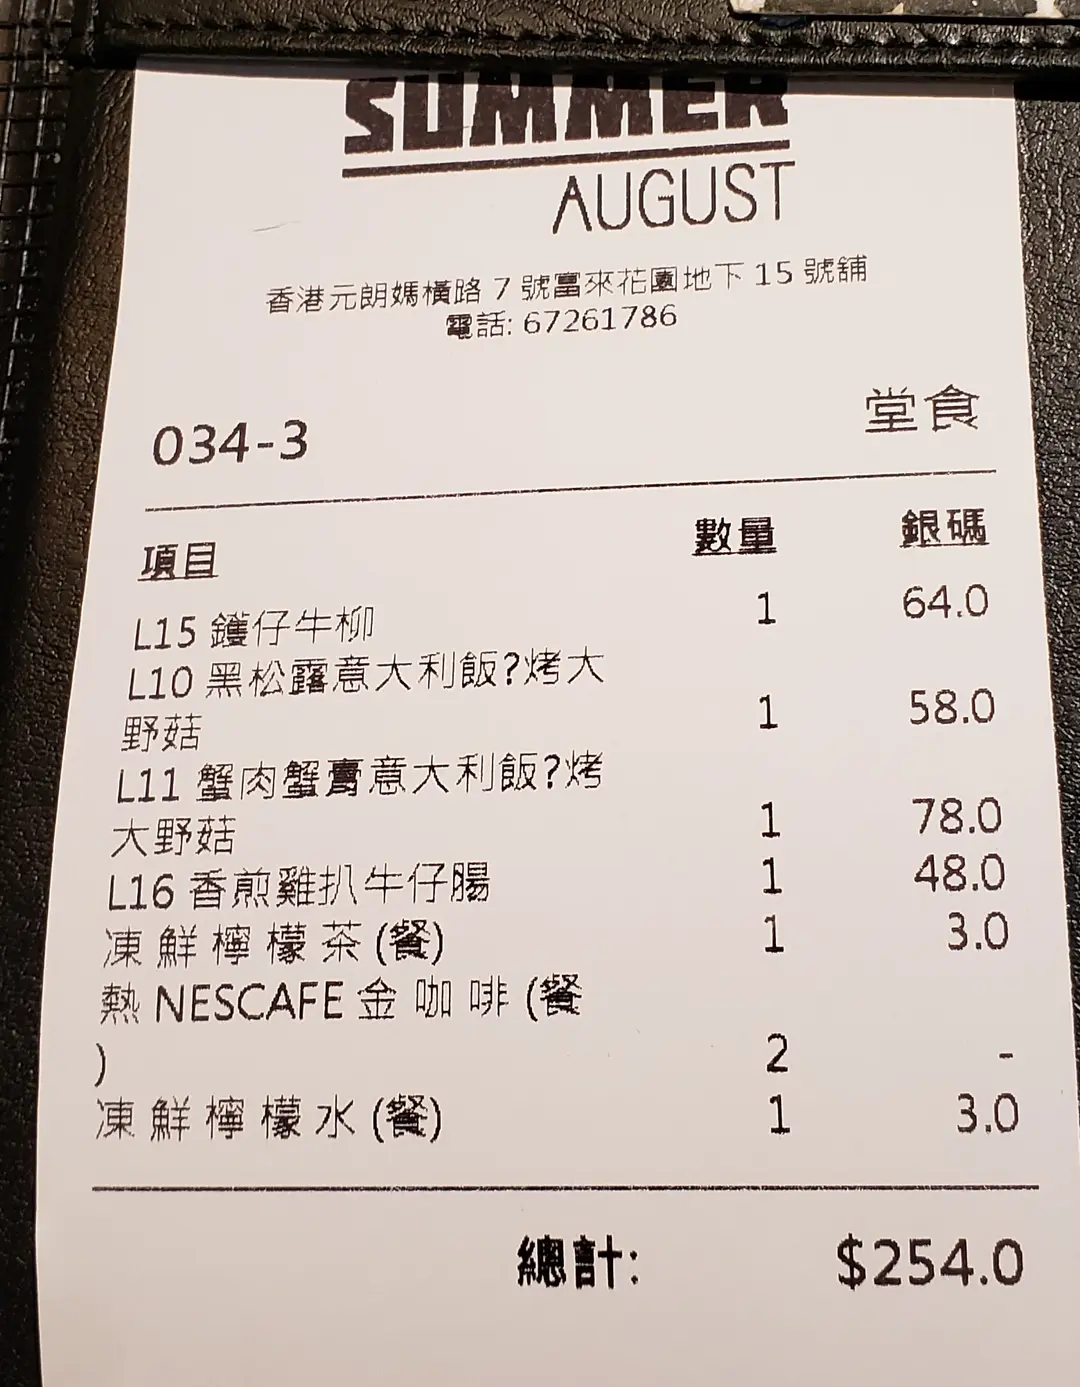 SUMMER
AUGUST
香港元朗媽橫路 7 號富來花園地下 15 號舖
電話: 67261786
034-3 堂食
項目 數量 銀碼
L15 鑊仔牛柳 1 64.0
L10 黑松露意大利飯?烤大
野菇 1 58.0
L11 蟹肉蟹膏意大利飯?烤
大野菇 1 78.0
L16 香煎雞扒牛仔腸 1 48.0
凍 鮮 檸 檬 茶 (餐) 1 3.0
熱 NESCAFE 金 咖 啡 (餐
) 2 -
凍 鮮 檸 檬 水 (餐) 1 3.0
總計: $254.0